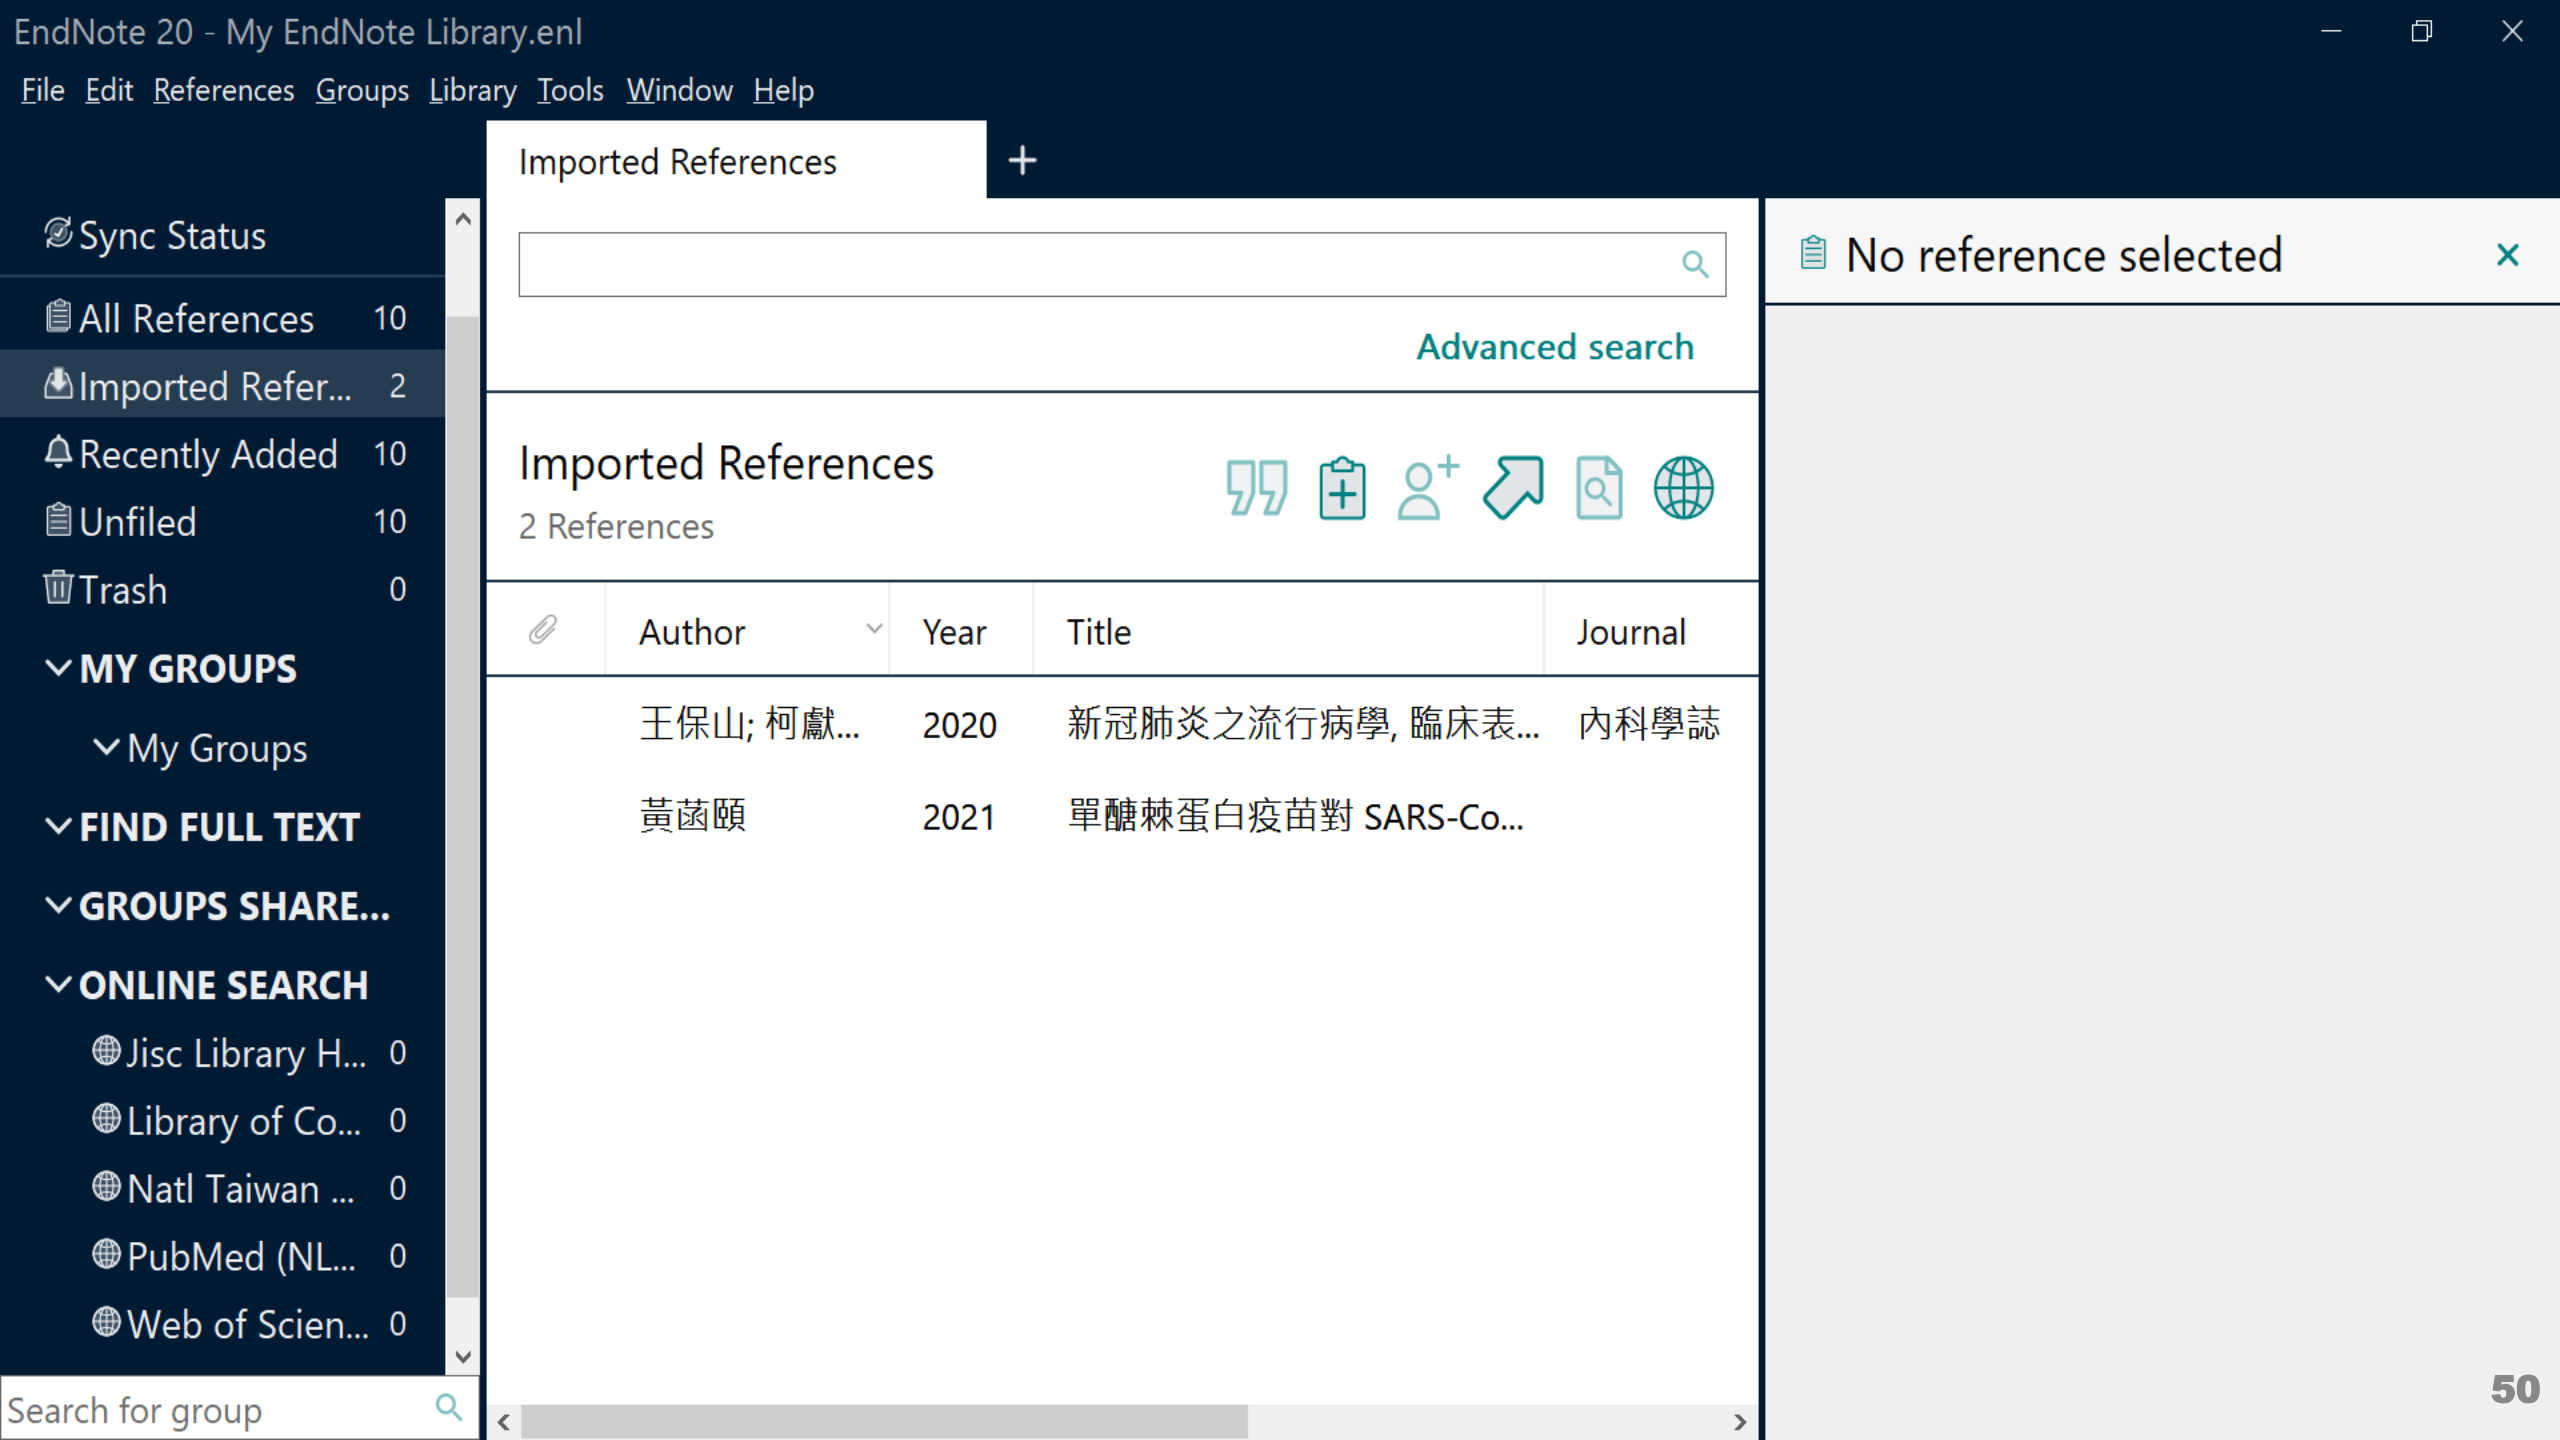 EndNote 20 - My EndNote Library.enl
File Edit References Groups Library Tools Window Help
Imported References
Sync Status
All References 10
Imported Refer... 2
Recently Added 10
Unfiled 10
Trash 0
MY GROUPS
My Groups
FIND FULL TEXT
GROUPS SHARE...
ONLINE SEARCH
Jisc Library H... 0
Library of Co... 0
Natl Taiwan ... 0
PubMed (NL... 0
Web of Scien... 0
Search for group
Advanced search
Imported References
2 References
Author Year Title Journal
王保山; 柯獻... 2020 新冠肺炎之流行病學, 臨床表... 內科學誌
黃菡頤 2021 單醣棘蛋白疫苗對 SARS-Co...
No reference selected
50